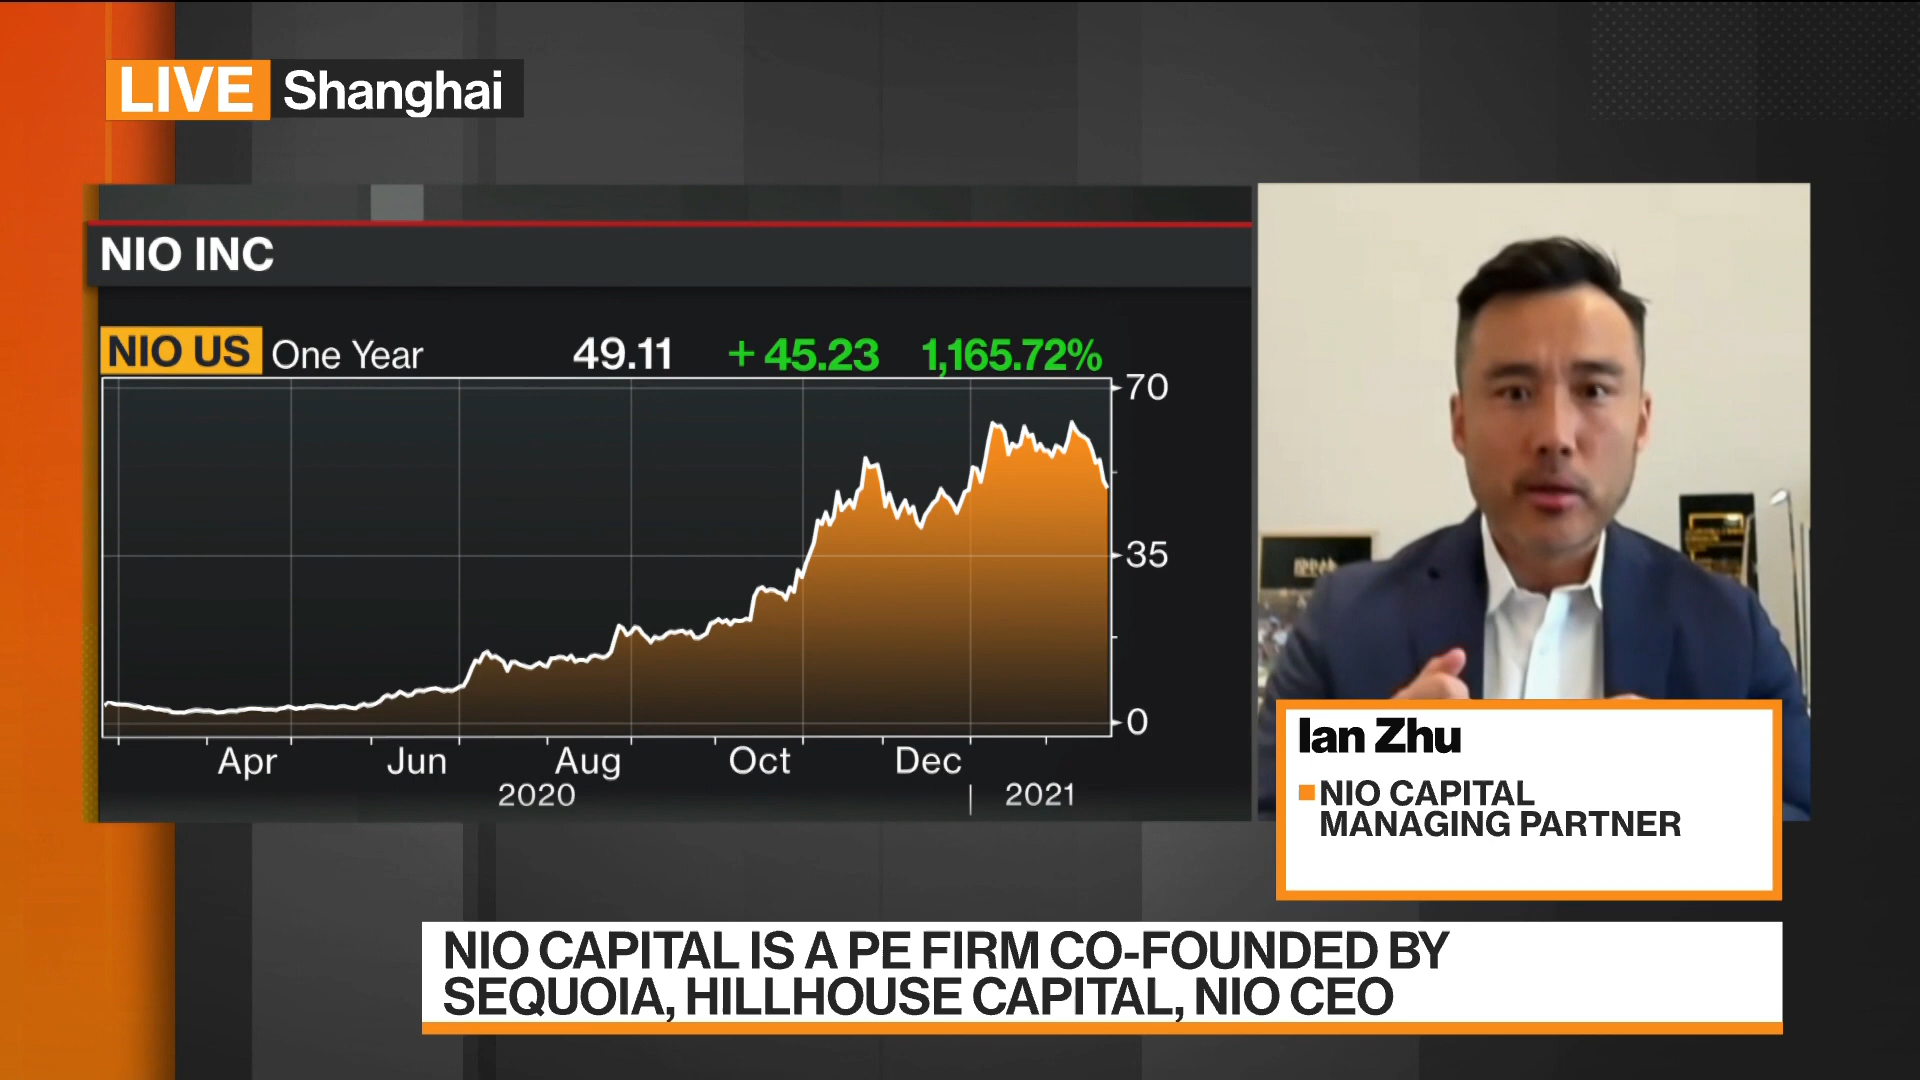 LIVE Shanghai
NIO INC
NIO US One Year 49.11 + 45.23 1,165.72%
70
35
0
Apr Jun Aug Oct Dec
2020 2021
Ian Zhu
NIO CAPITAL
MANAGING PARTNER
NIO CAPITAL IS A PE FIRM CO-FOUNDED BY
SEQUOIA, HILLHOUSE CAPITAL, NIO CEO